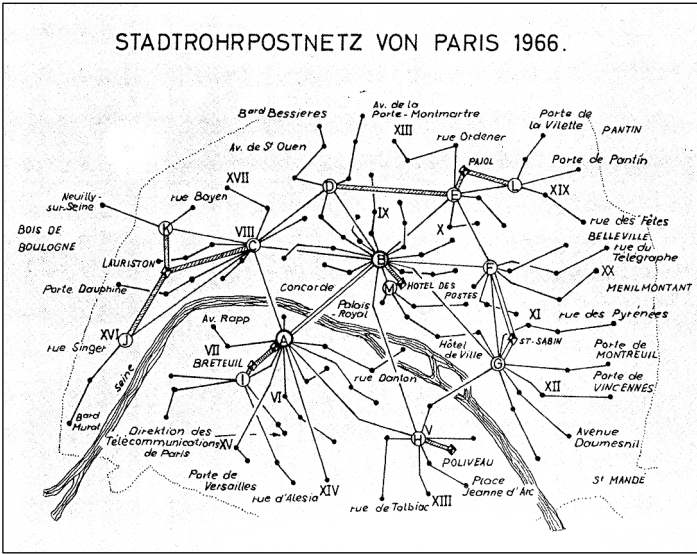 STADTROHRPOSTNETZ VON PARIS 1966.
Bard Bessieres
Av. de la
Porte-Montmartre
XIII
rue Ordener
Porte de
la Vilette
PANTIN
Av. de St Ouen
PAJOL
Porte de Pantin
XVII
D
E
L
XIX
Neuilly-
sur-Seine
rue Bayen
IX
X
rue des Fêtes
BELLEVILLE
K
VIII
C
BOIS DE
BOULOGNE
LAURISTON
B
F
rue du
Telégraphe
XX
Porte Dauphine
Concorde
M
HOTEL DES
POSTES
MENILMONTANT
Palais
-Royal
XI
rue des Pyrénées
XVI
J
rue Singer
Av. Rapp
A
Hôtel
de Ville
ST-SABIN
VII
BRETEUIL
G
Porte de
MONTREUIL
Seine
I
rue Danton
XII
Porte de
VINCENNES
VI
Bard
Murat
Direktion des
Télécommunications
de Paris
XV
V
H
Avenue
Daumesnil
POLIVEAU
Porte de
Versailles
rue d'Alesia
XIV
rue de Tolbiac
XIII
Place
Jeanne d'Arc
St MANDE